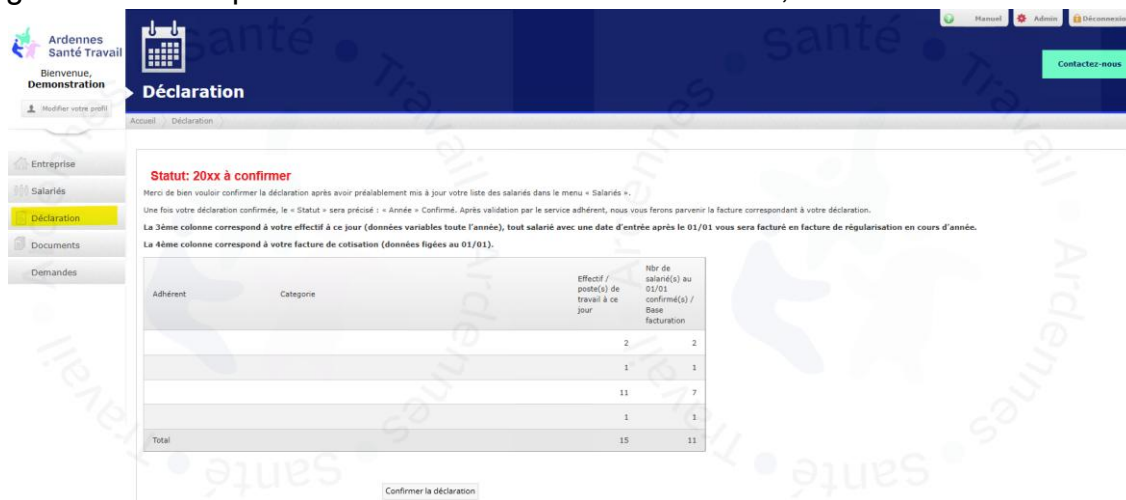 Manuel Admin Déconnexion
Ardennes
Santé Travail
Bienvenue,
Demonstration
Modifier votre profil
Contactez-nous
Déclaration
Accueil Déclaration
Entreprise
Salariés
Déclaration
Documents
Demandes
Statut: 20xx à confirmer
Merci de bien vouloir confirmer la déclaration après avoir préalablement mis à jour votre liste des salariés dans le menu « Salariés ».
Une fois votre déclaration confirmée, le « Statut » sera précisé : « Année » Confirmé. Après validation par le service adhérent, nous vous ferons parvenir la facture correspondant à votre déclaration.
La 3ème colonne correspond à votre effectif à ce jour (données variables toute l'année), tout salarié avec une date d'entrée après le 01/01 vous sera facturé en facture de régularisation en cours d'année.
La 4ème colonne correspond à votre facture de cotisation (données figées au 01/01).
Adhérent
Categorie
Effectif /
poste(s) de
travail à ce
jour
Nbr de
salarié(s) au
01/01
confirmé(s) /
Base
facturation
2 2
1 1
11 7
1 1
Total 15 11
Confirmer la déclaration
Ardennes • Santé • Travail